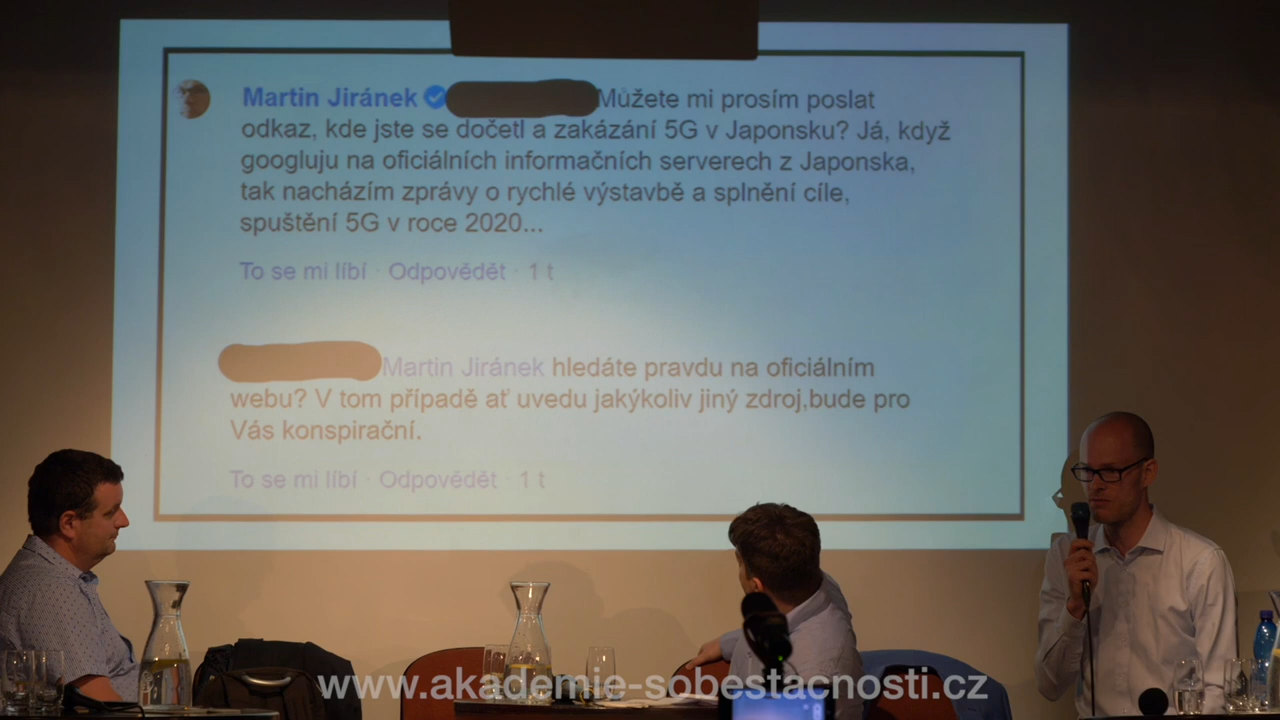 Martin Jiránek Můžete mi prosím poslat
odkaz, kde jste se dočetl a zakázání 5G v Japonsku? Já, když
googluju na oficiálních informačních serverech z Japonska,
tak nacházím zprávy o rychlé výstavbě a splnění cíle,
spuštění 5G v roce 2020...
To se mi líbí · Odpovědět · 1 t
Martin Jiránek hledáte pravdu na oficiálním
webu? V tom případě ať uvedu jakýkoliv jiný zdroj,bude pro
Vás konspirační.
To se mi líbí · Odpovědět · 1 t
www.akademie-sobestacnosti.cz